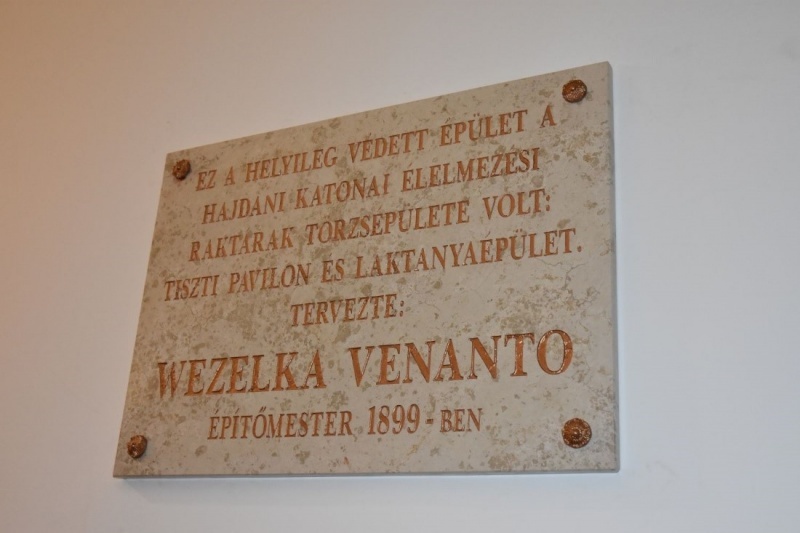 EZ A HELYILEG VÉDETT ÉPÜLET A
HAJDANI KATONAI ÉLELMEZÉSI
RAKTÁRAK TÖRZSÉPÜLETE VOLT:
TISZTI PAVILON ÉS LAKTANYAÉPÜLET.
TERVEZTE:
WEZELKA VENANTO
ÉPÍTŐMESTER 1899 - BEN